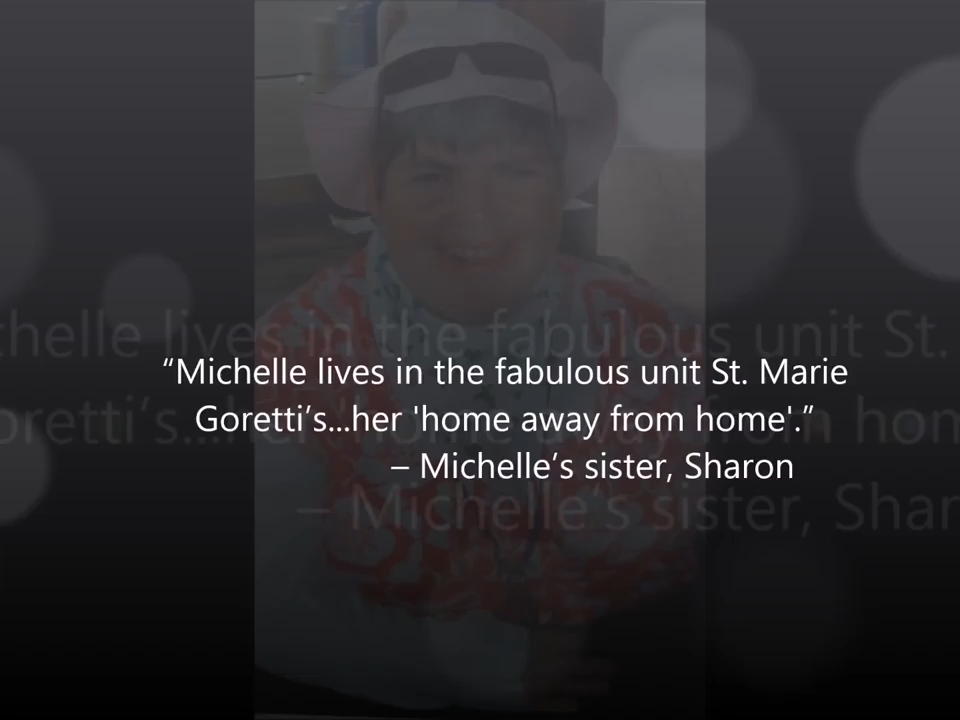 “Michelle lives in the fabulous unit St. Marie
Goretti’s...her 'home away from home'.”
– Michelle’s sister, Sharon